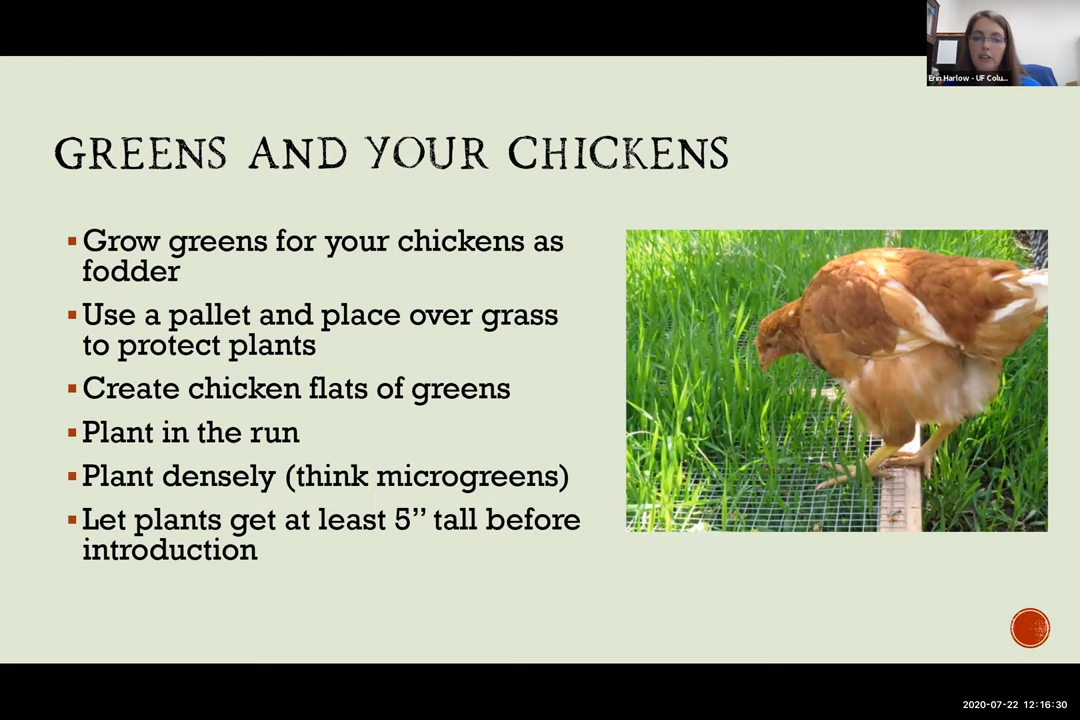 Erin Harlow - UF Colu...
GREENS AND YOUR CHICKENS
Grow greens for your chickens as
fodder
Use a pallet and place over grass
to protect plants
Create chicken flats of greens
Plant in the run
Plant densely (think microgreens)
Let plants get at least 5” tall before
introduction
2020-07-22 12:16:30